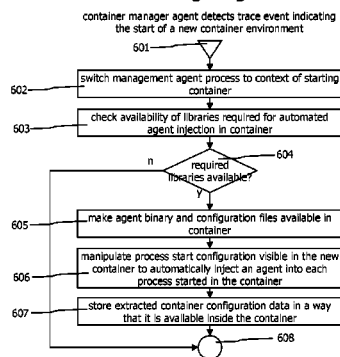 container manager agent detects trace event indicating
the start of a new container environment
601
switch management agent process to context of starting
container
602
check availability of libraries required for automated
agent injection in container
603
604
n
required
libraries available?
y
make agent binary and configuration files available in
container
605
manipulate process start configuration visible in the new
container to automatically inject an agent into each
process started in the container
606
store extracted container configuration data in a way
that it is available inside the container
607
608